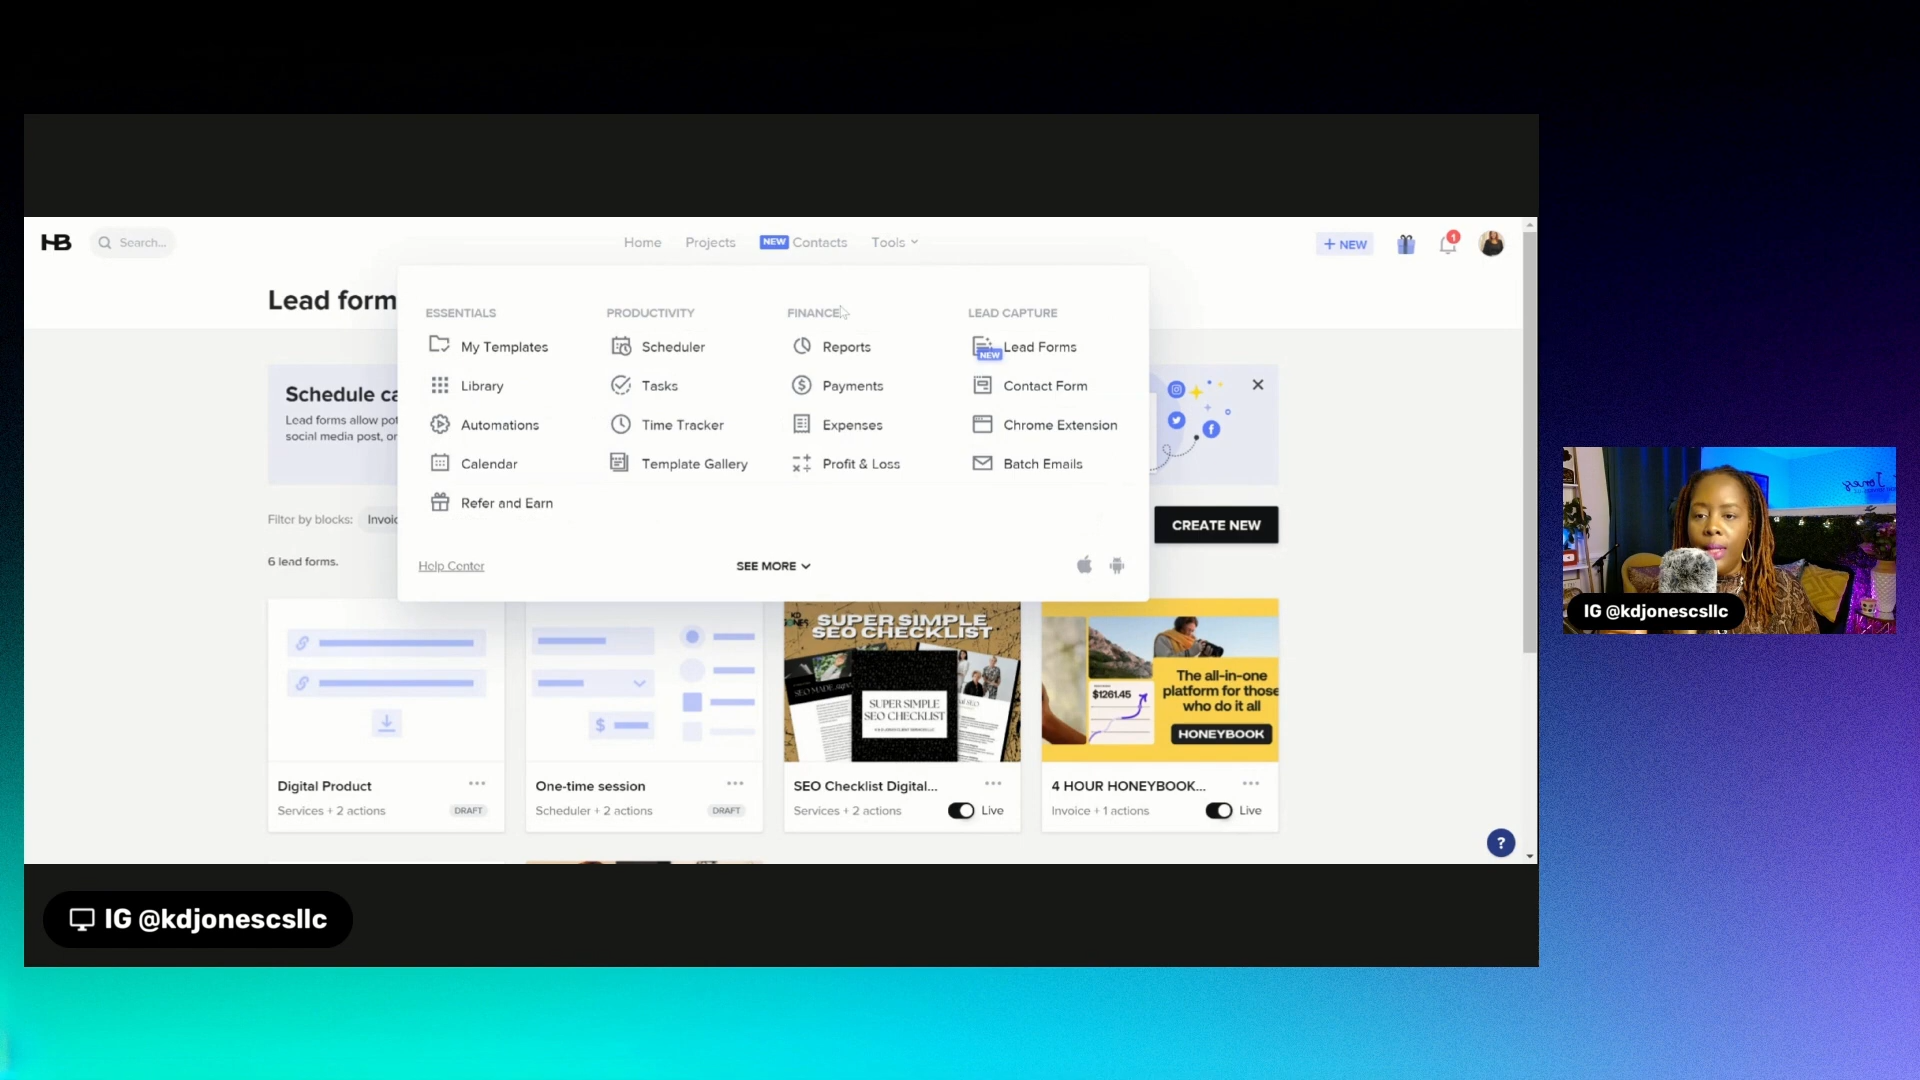 HB
Search...
Home
Projects
NEW Contacts
Tools
+ NEW
1
Lead form
ESSENTIALS
My Templates
Library
Automations
Calendar
Refer and Earn
PRODUCTIVITY
Scheduler
Tasks
Time Tracker
Template Gallery
FINANCE
Reports
Payments
Expenses
Profit & Loss
LEAD CAPTURE
NEW
Lead Forms
Contact Form
Chrome Extension
Batch Emails
Help Center
SEE MORE
Schedule ca
Lead forms allow pot
social media post, or
Filter by blocks:
Invoic
CREATE NEW
6 lead forms.
$
Digital Product
Services + 2 actions
DRAFT
One-time session
Scheduler + 2 actions
DRAFT
KD
JONES
SUPER SIMPLE
SEO CHECKLIST
SUPER SIMPLE
SEO CHECKLIST
SEO Checklist Digital...
Services + 2 actions
Live
$1261.45
The all-in-one
platform for those
who do it all
HONEYBOOK
4 HOUR HONEYBOOK...
Invoice + 1 actions
Live
?
IG @kdjonescsllc
IG @kdjonescsllc